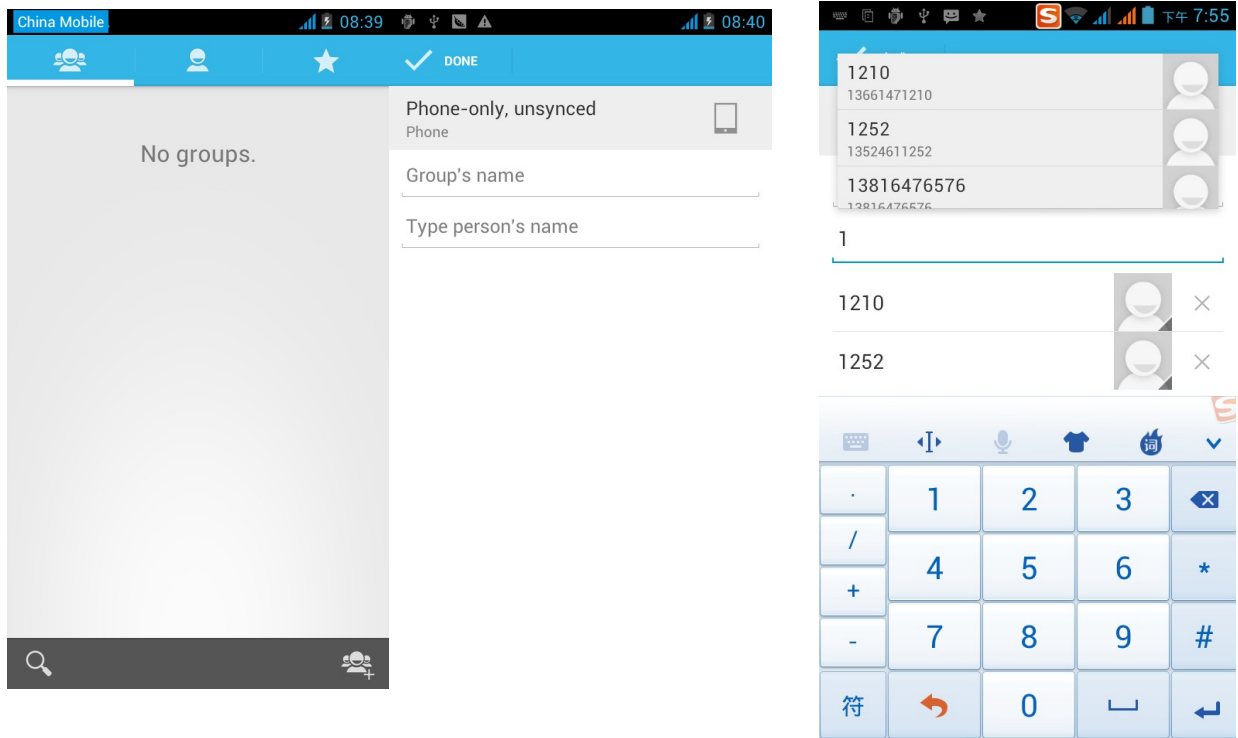 China Mobile
08:39
No groups.
08:40
DONE
Phone-only, unsynced
Phone
Group's name
Type person's name
S
下午 7:55
1210
13661471210
1252
13524611252
13816476576
13816476576
1
1210
1252
S
词
.
1
2
3
/
4
5
6
*
+
7
8
9
#
-
符
0